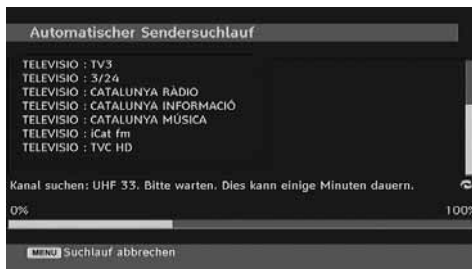 Automatischer Sendersuchlauf
TELEVISIO : TV3
TELEVISIO : 3/24
TELEVISIO : CATALUNYA RÀDIO
TELEVISIO : CATALUNYA INFORMACIÓ
TELEVISIO : CATALUNYA MÚSICA
TELEVISIO : iCat fm
TELEVISIO : TVC HD
Kanal suchen: UHF 33. Bitte warten. Dies kann einige Minuten dauern.
0% 100%
MENU Suchlauf abbrechen